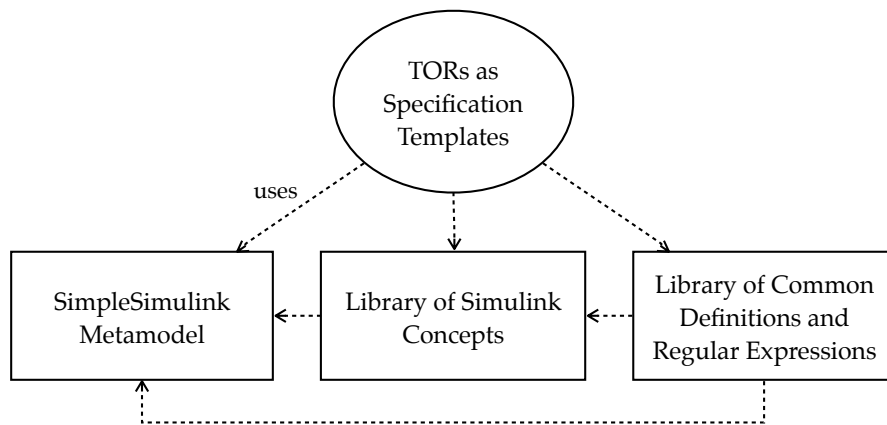 TORs as
Specification
Templates
uses
SimpleSimulink
Metamodel
Library of Simulink
Concepts
Library of Common
Definitions and
Regular Expressions